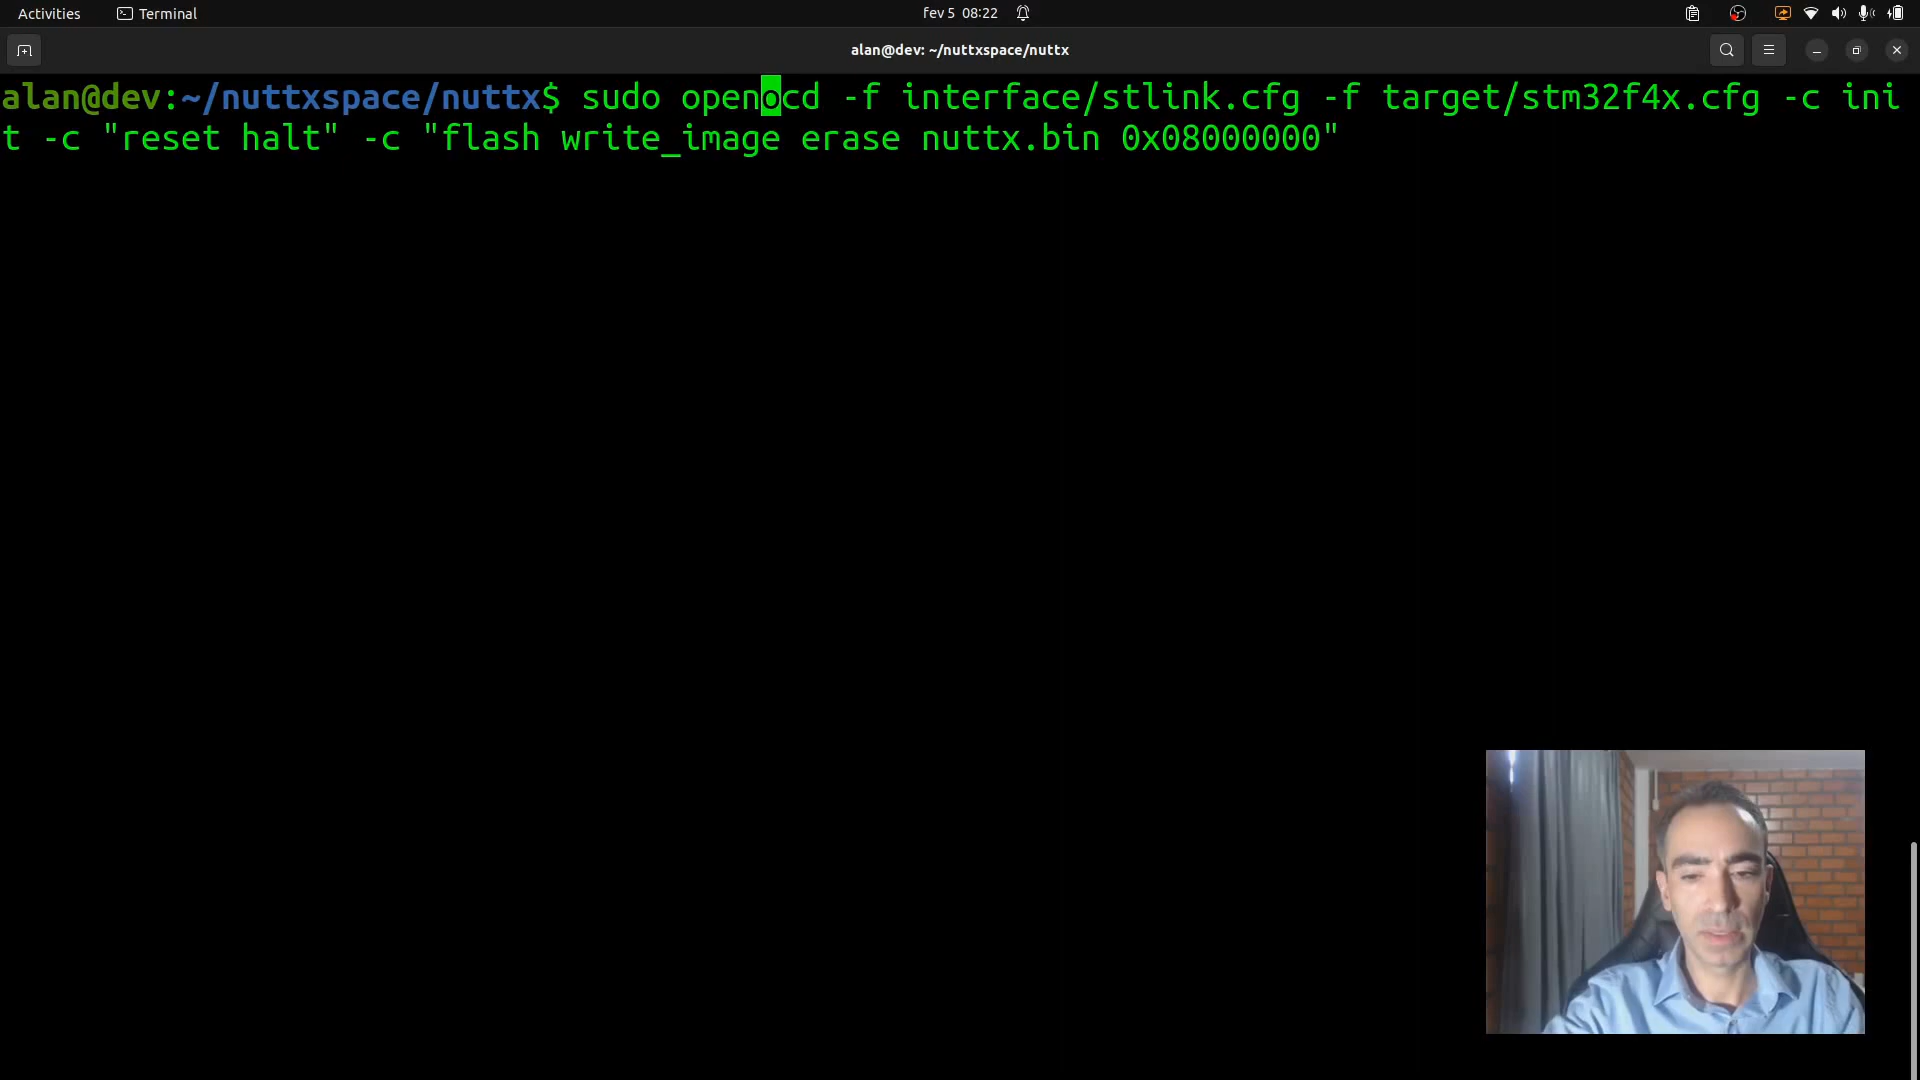 Activities
Terminal
fev 5 08:22
alan@dev: ~/nuttxspace/nuttx
alan@dev:~/nuttxspace/nuttx$ sudo openocd -f interface/stlink.cfg -f target/stm32f4x.cfg -c ini
t -c "reset halt" -c "flash write_image erase nuttx.bin 0x08000000"